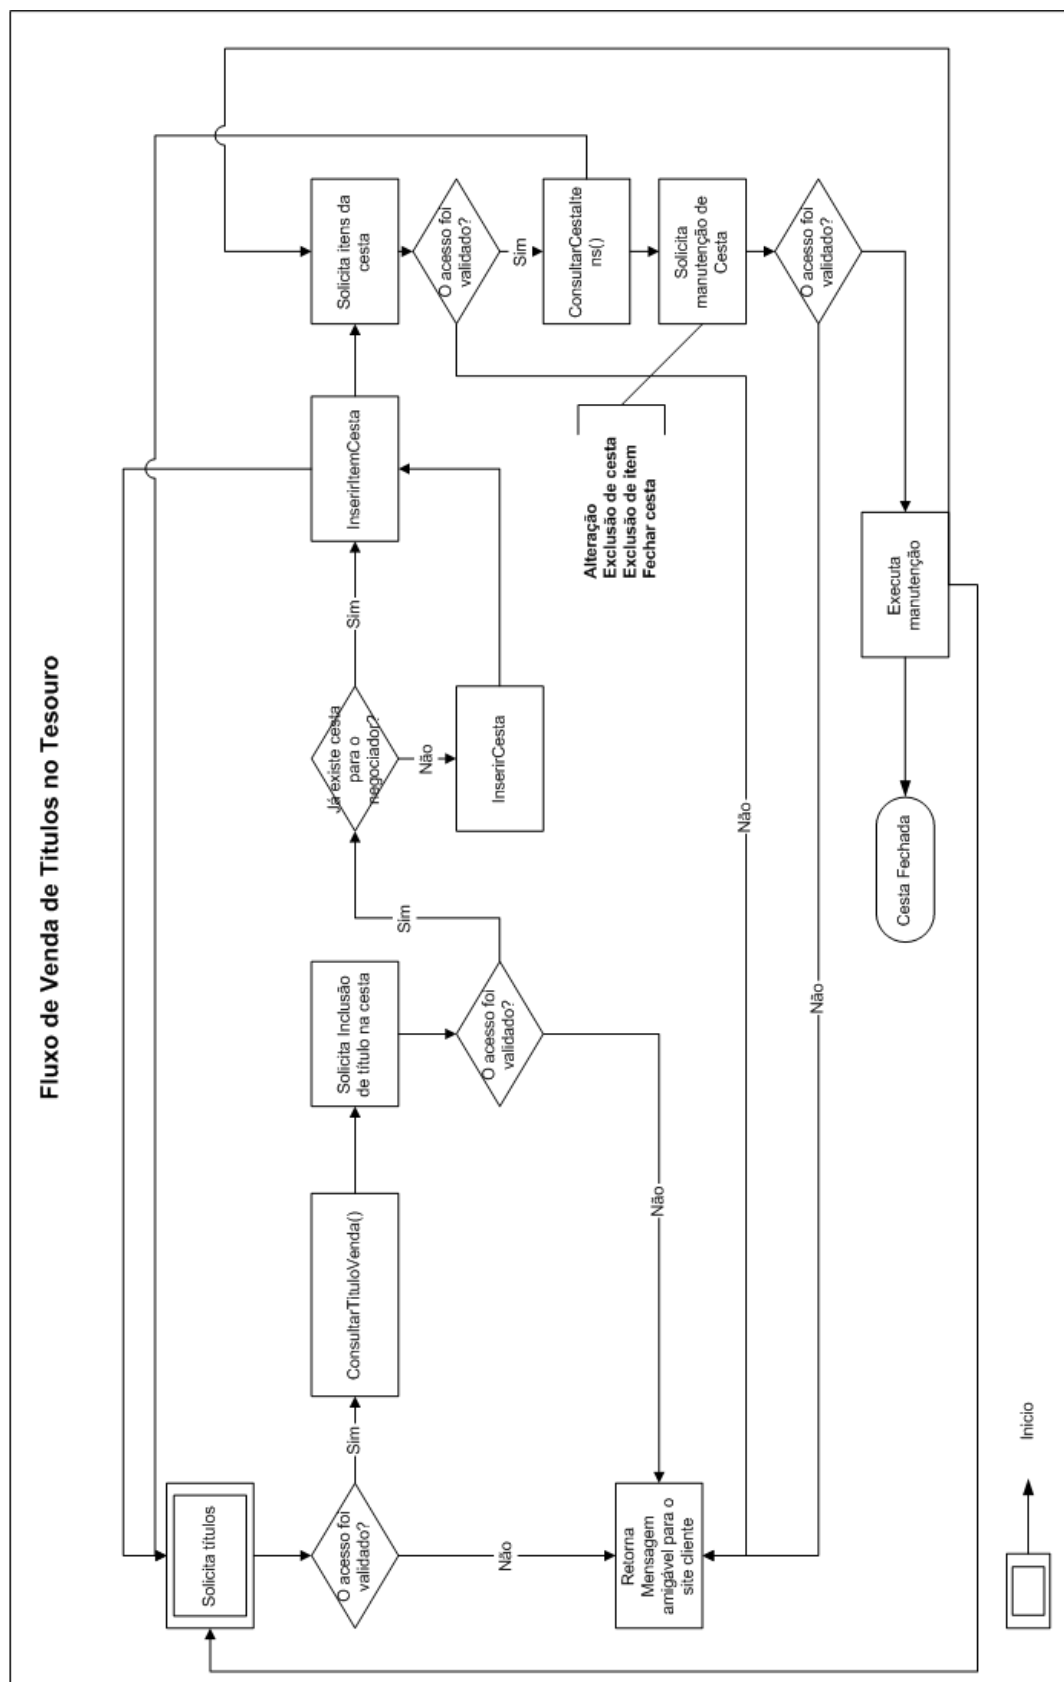 Fluxo de Venda de Titulos no Tesouro
Solicita títulos
O acesso foi
validado?
Sim
Não
ConsultarTituloVenda()
Solicita Inclusão
de título na cesta
O acesso foi
validado?
Sim
Não
Já existe cesta
para o
negociador?
Sim
Não
InserirCesta
InserirItemCesta
Solicita itens da
cesta
O acesso foi
validado?
Sim
Não
ConsultarCestaIte
ns()
Solicita
manutenção de
Cesta
Alteração
Exclusão de cesta
Exclusão de item
Fechar cesta
O acesso foi
validado?
Não
Executa
manutenção
Cesta Fechada
Retorna
Mensagem
amigável para o
site cliente
Inicio